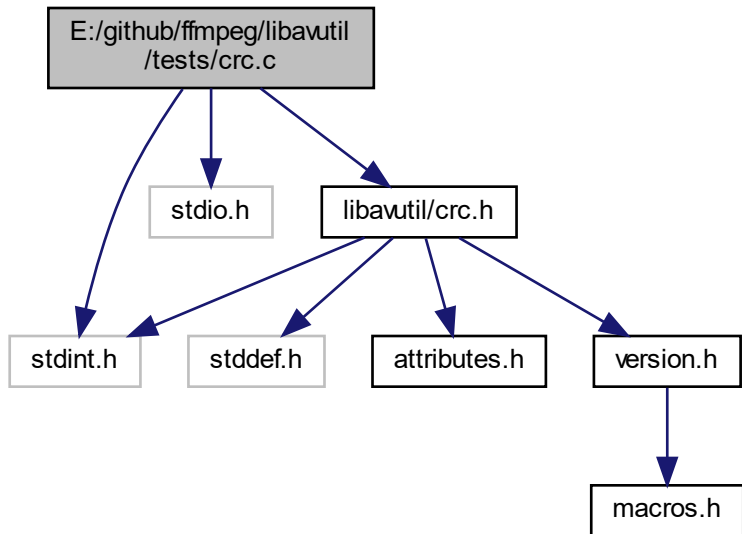 E:/github/ffmpeg/libavutil
/tests/crc.c
stdio.h
libavutil/crc.h
stdint.h
stddef.h
attributes.h
version.h
macros.h